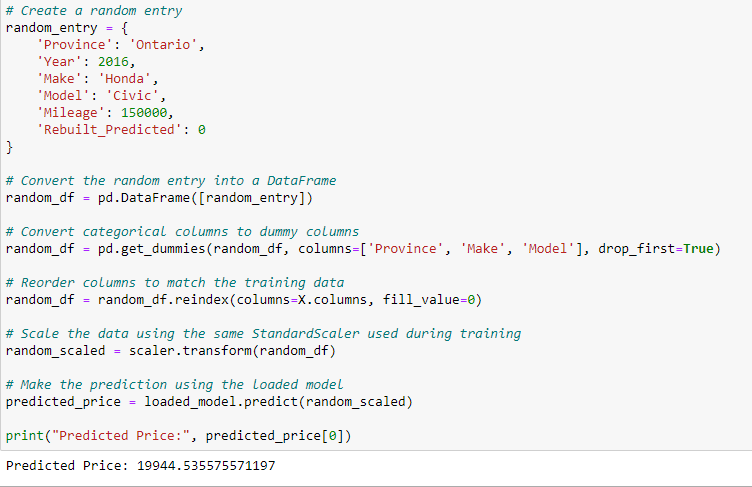 # Create a random entry
random_entry = {
    'Province': 'Ontario',
    'Year': 2016,
    'Make': 'Honda',
    'Model': 'Civic',
    'Mileage': 150000,
    'Rebuilt_Predicted': 0
}
# Convert the random entry into a DataFrame
random_df = pd.DataFrame([random_entry])
# Convert categorical columns to dummy columns
random_df = pd.get_dummies(random_df, columns=['Province', 'Make', 'Model'], drop_first=True)
# Reorder columns to match the training data
random_df = random_df.reindex(columns=X.columns, fill_value=0)
# Scale the data using the same StandardScaler used during training
random_scaled = scaler.transform(random_df)
# Make the prediction using the loaded model
predicted_price = loaded_model.predict(random_scaled)
print("Predicted Price:", predicted_price[0])
Predicted Price: 19944.535575571197